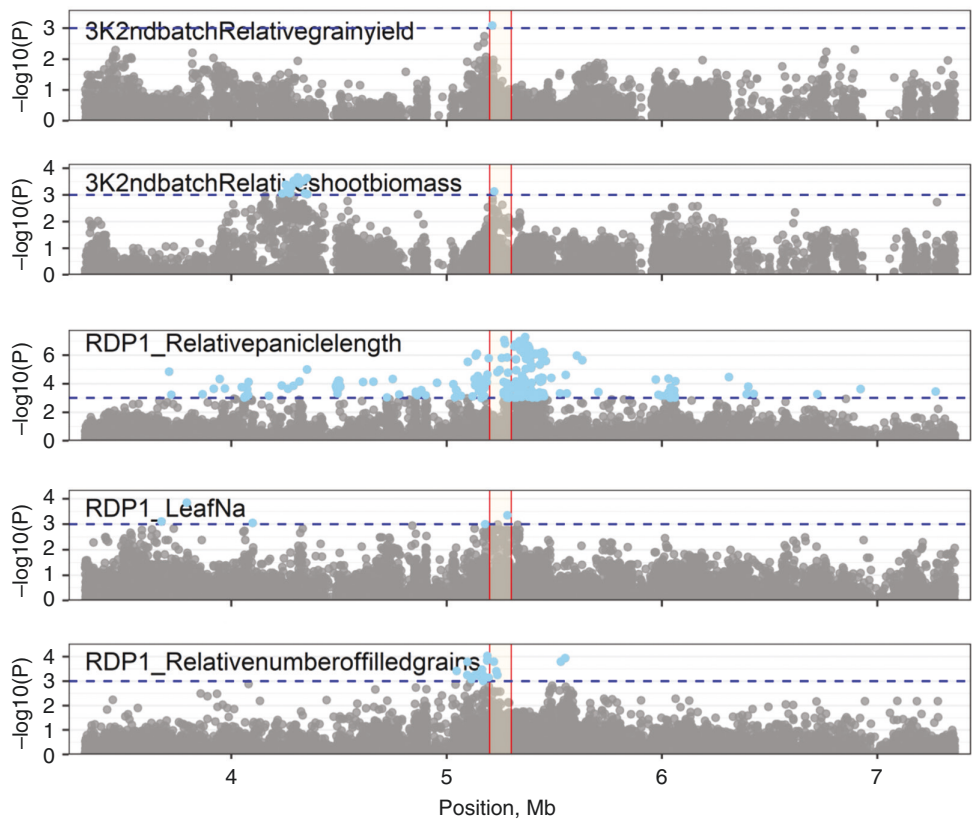 3K2ndbatchRelativegrainyield
–log10(P)
3
2
1
0
3K2ndbatchRelativeshootbiomass
–log10(P)
4
3
2
1
0
RDP1_Relativepaniclelength
–log10(P)
6
4
2
0
RDP1_LeafNa
–log10(P)
4
3
2
1
0
RDP1_Relativenumberoffilledgrains
–log10(P)
4
3
2
1
0
4 5 6 7
Position, Mb